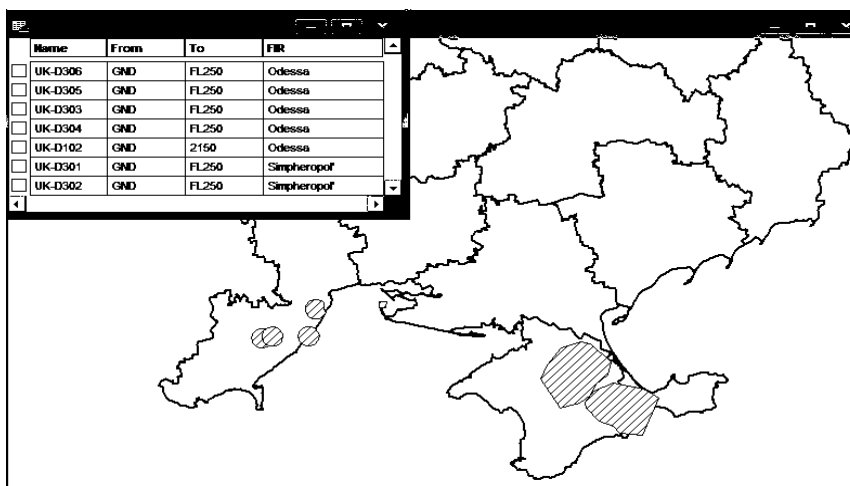 Name From To FIR
UK-D306 GND FL250 Odessa
UK-D305 GND FL250 Odessa
UK-D303 GND FL250 Odessa
UK-D304 GND FL250 Odessa
UK-D102 GND 2150 Odessa
UK-D301 GND FL250 Simpheropol'
UK-D302 GND FL250 Simpheropol'